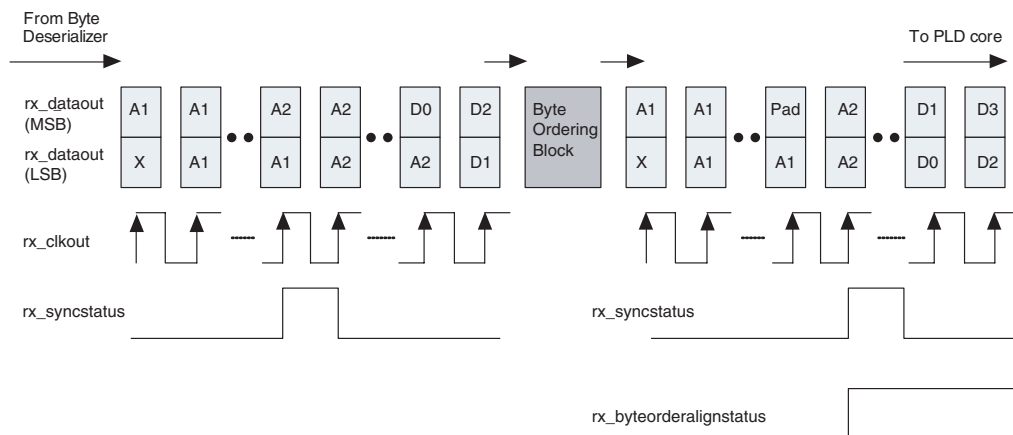 From Byte
Deserializer
To PLD core
rx_dataout
(MSB)
A1 A1 A2 A2 D0 D2
rx_dataout
(LSB)
X A1 A1 A2 A2 D1
Byte
Ordering
Block
A1 A1 Pad A2 D1 D3
X A1 A1 A2 D0 D2
rx_clkout
rx_syncstatus
rx_syncstatus
rx_byteorderalignstatus